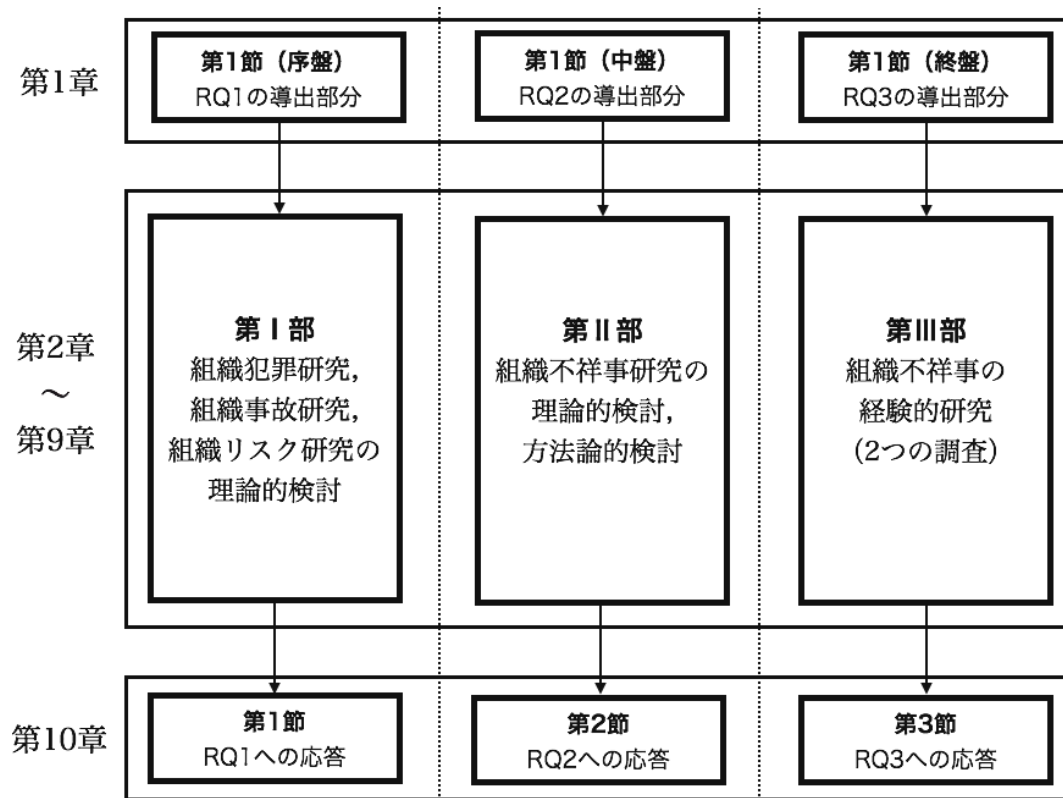 第1章
第1節（序盤）
RQ1の導出部分
第1節（中盤）
RQ2の導出部分
第1節（終盤）
RQ3の導出部分
第2章
〜
第9章
第Ⅰ部
組織犯罪研究，
組織事故研究，
組織リスク研究の
理論的検討
第Ⅱ部
組織不祥事研究の
理論的検討，
方法論的検討
第Ⅲ部
組織不祥事の
経験的研究
（2つの調査）
第10章
第1節
RQ1への応答
第2節
RQ2への応答
第3節
RQ3への応答